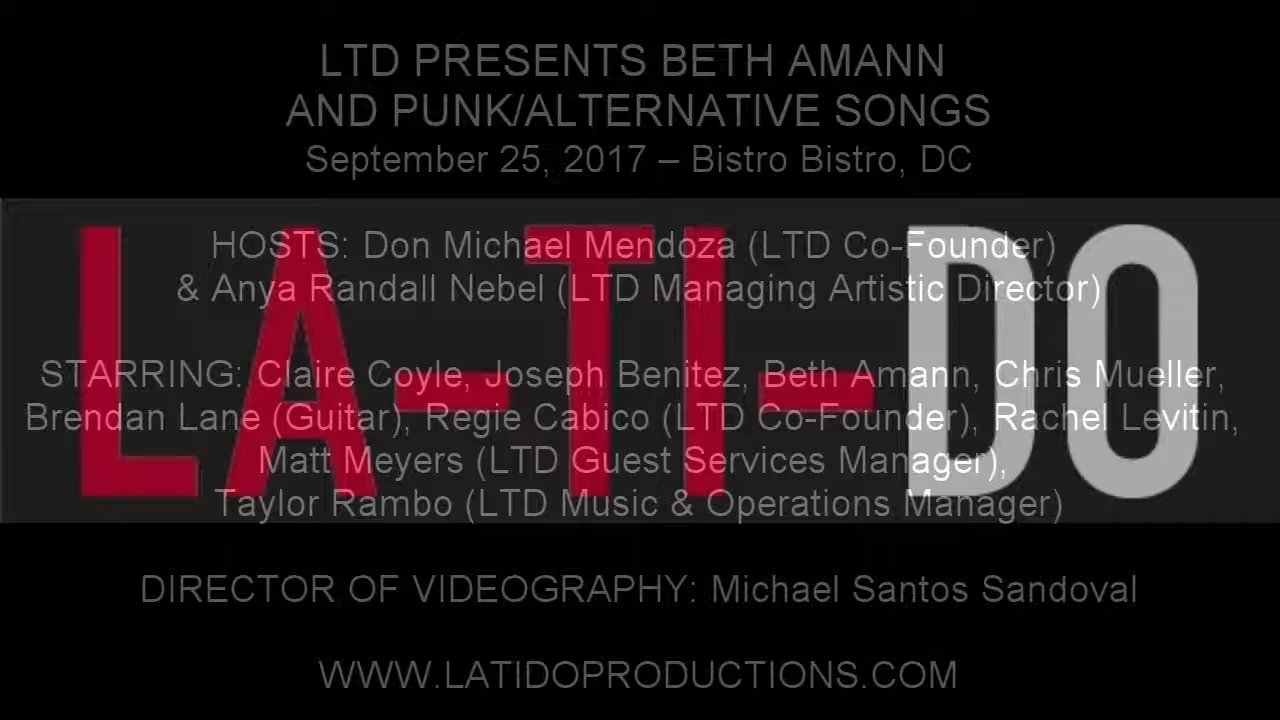 LTD PRESENTS BETH AMANN
AND PUNK/ALTERNATIVE SONGS
September 25, 2017 – Bistro Bistro, DC
LA-TI-DO
HOSTS: Don Michael Mendoza (LTD Co-Founder)
& Anya Randall Nebel (LTD Managing Artistic Director)
STARRING: Claire Coyle, Joseph Benitez, Beth Amann, Chris Mueller,
Brendan Lane (Guitar), Regie Cabico (LTD Co-Founder), Rachel Levitin,
Matt Meyers (LTD Guest Services Manager),
Taylor Rambo (LTD Music & Operations Manager)
DIRECTOR OF VIDEOGRAPHY: Michael Santos Sandoval
WWW.LATIDOPRODUCTIONS.COM